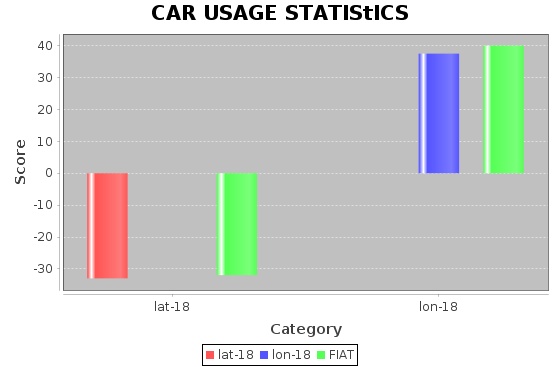 CAR USAGE STATIStICS
40
30
20
10
0
-10
-20
-30
Score
lat-18 lon-18
Category
lat-18 lon-18 FIAT